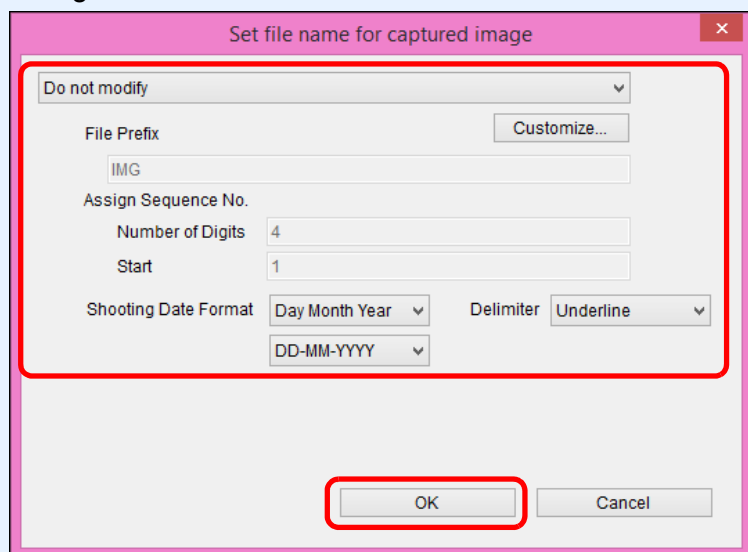 Set file name for captured image
Do not modify
File Prefix
Customize...
IMG
Assign Sequence No.
Number of Digits 4
Start 1
Shooting Date Format Day Month Year Delimiter Underline
DD-MM-YYYY
OK Cancel